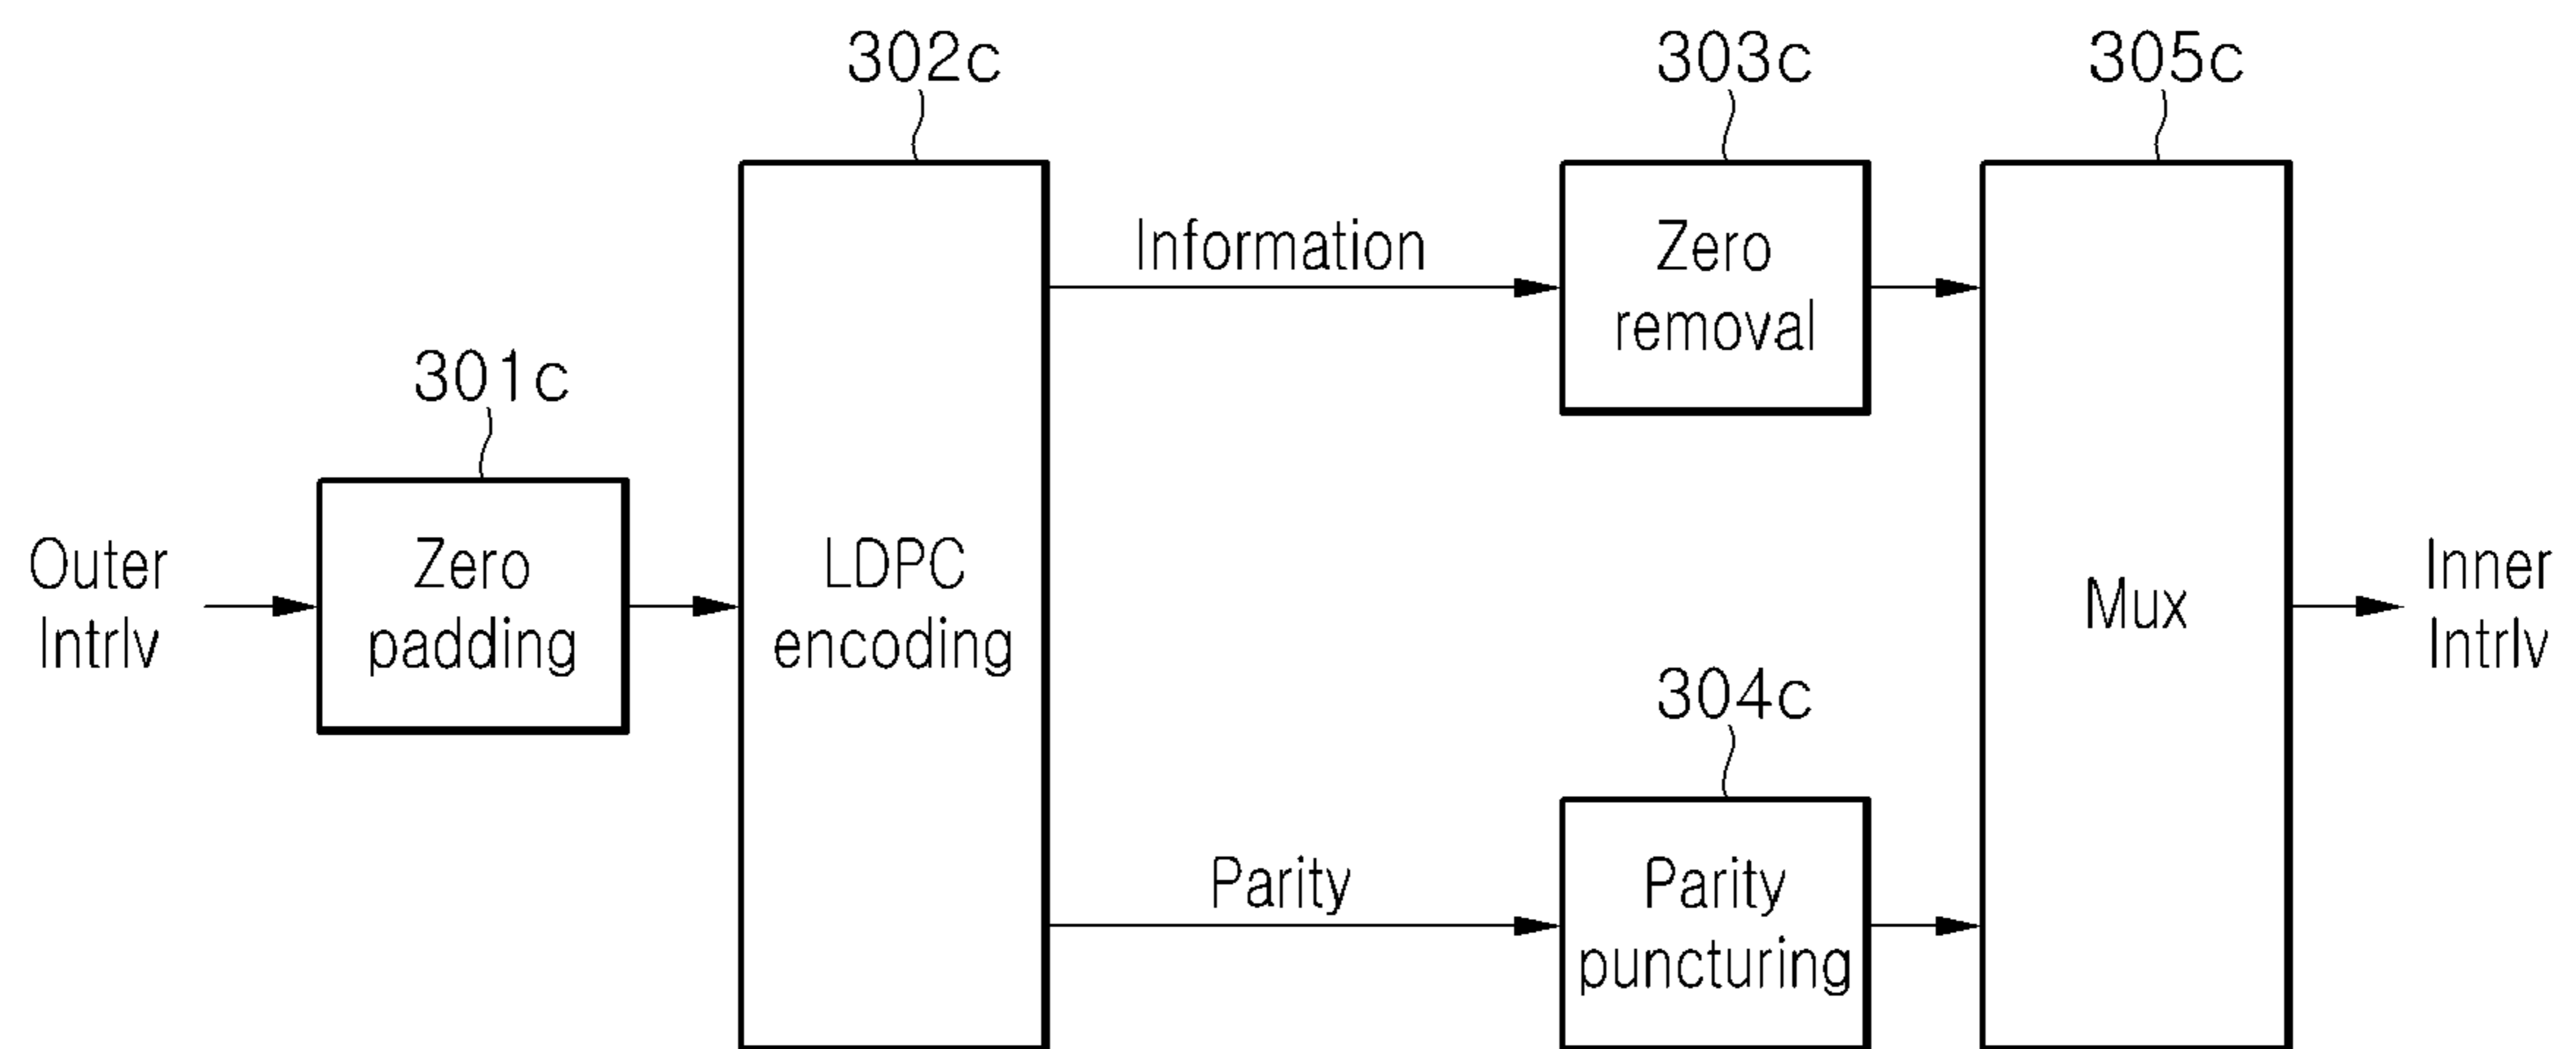 302c
303c
305c
Information
Zero
removal
301c
Outer
Intrlv
Zero
padding
LDPC
encoding
Mux
Inner
Intrlv
304c
Parity
Parity
puncturing